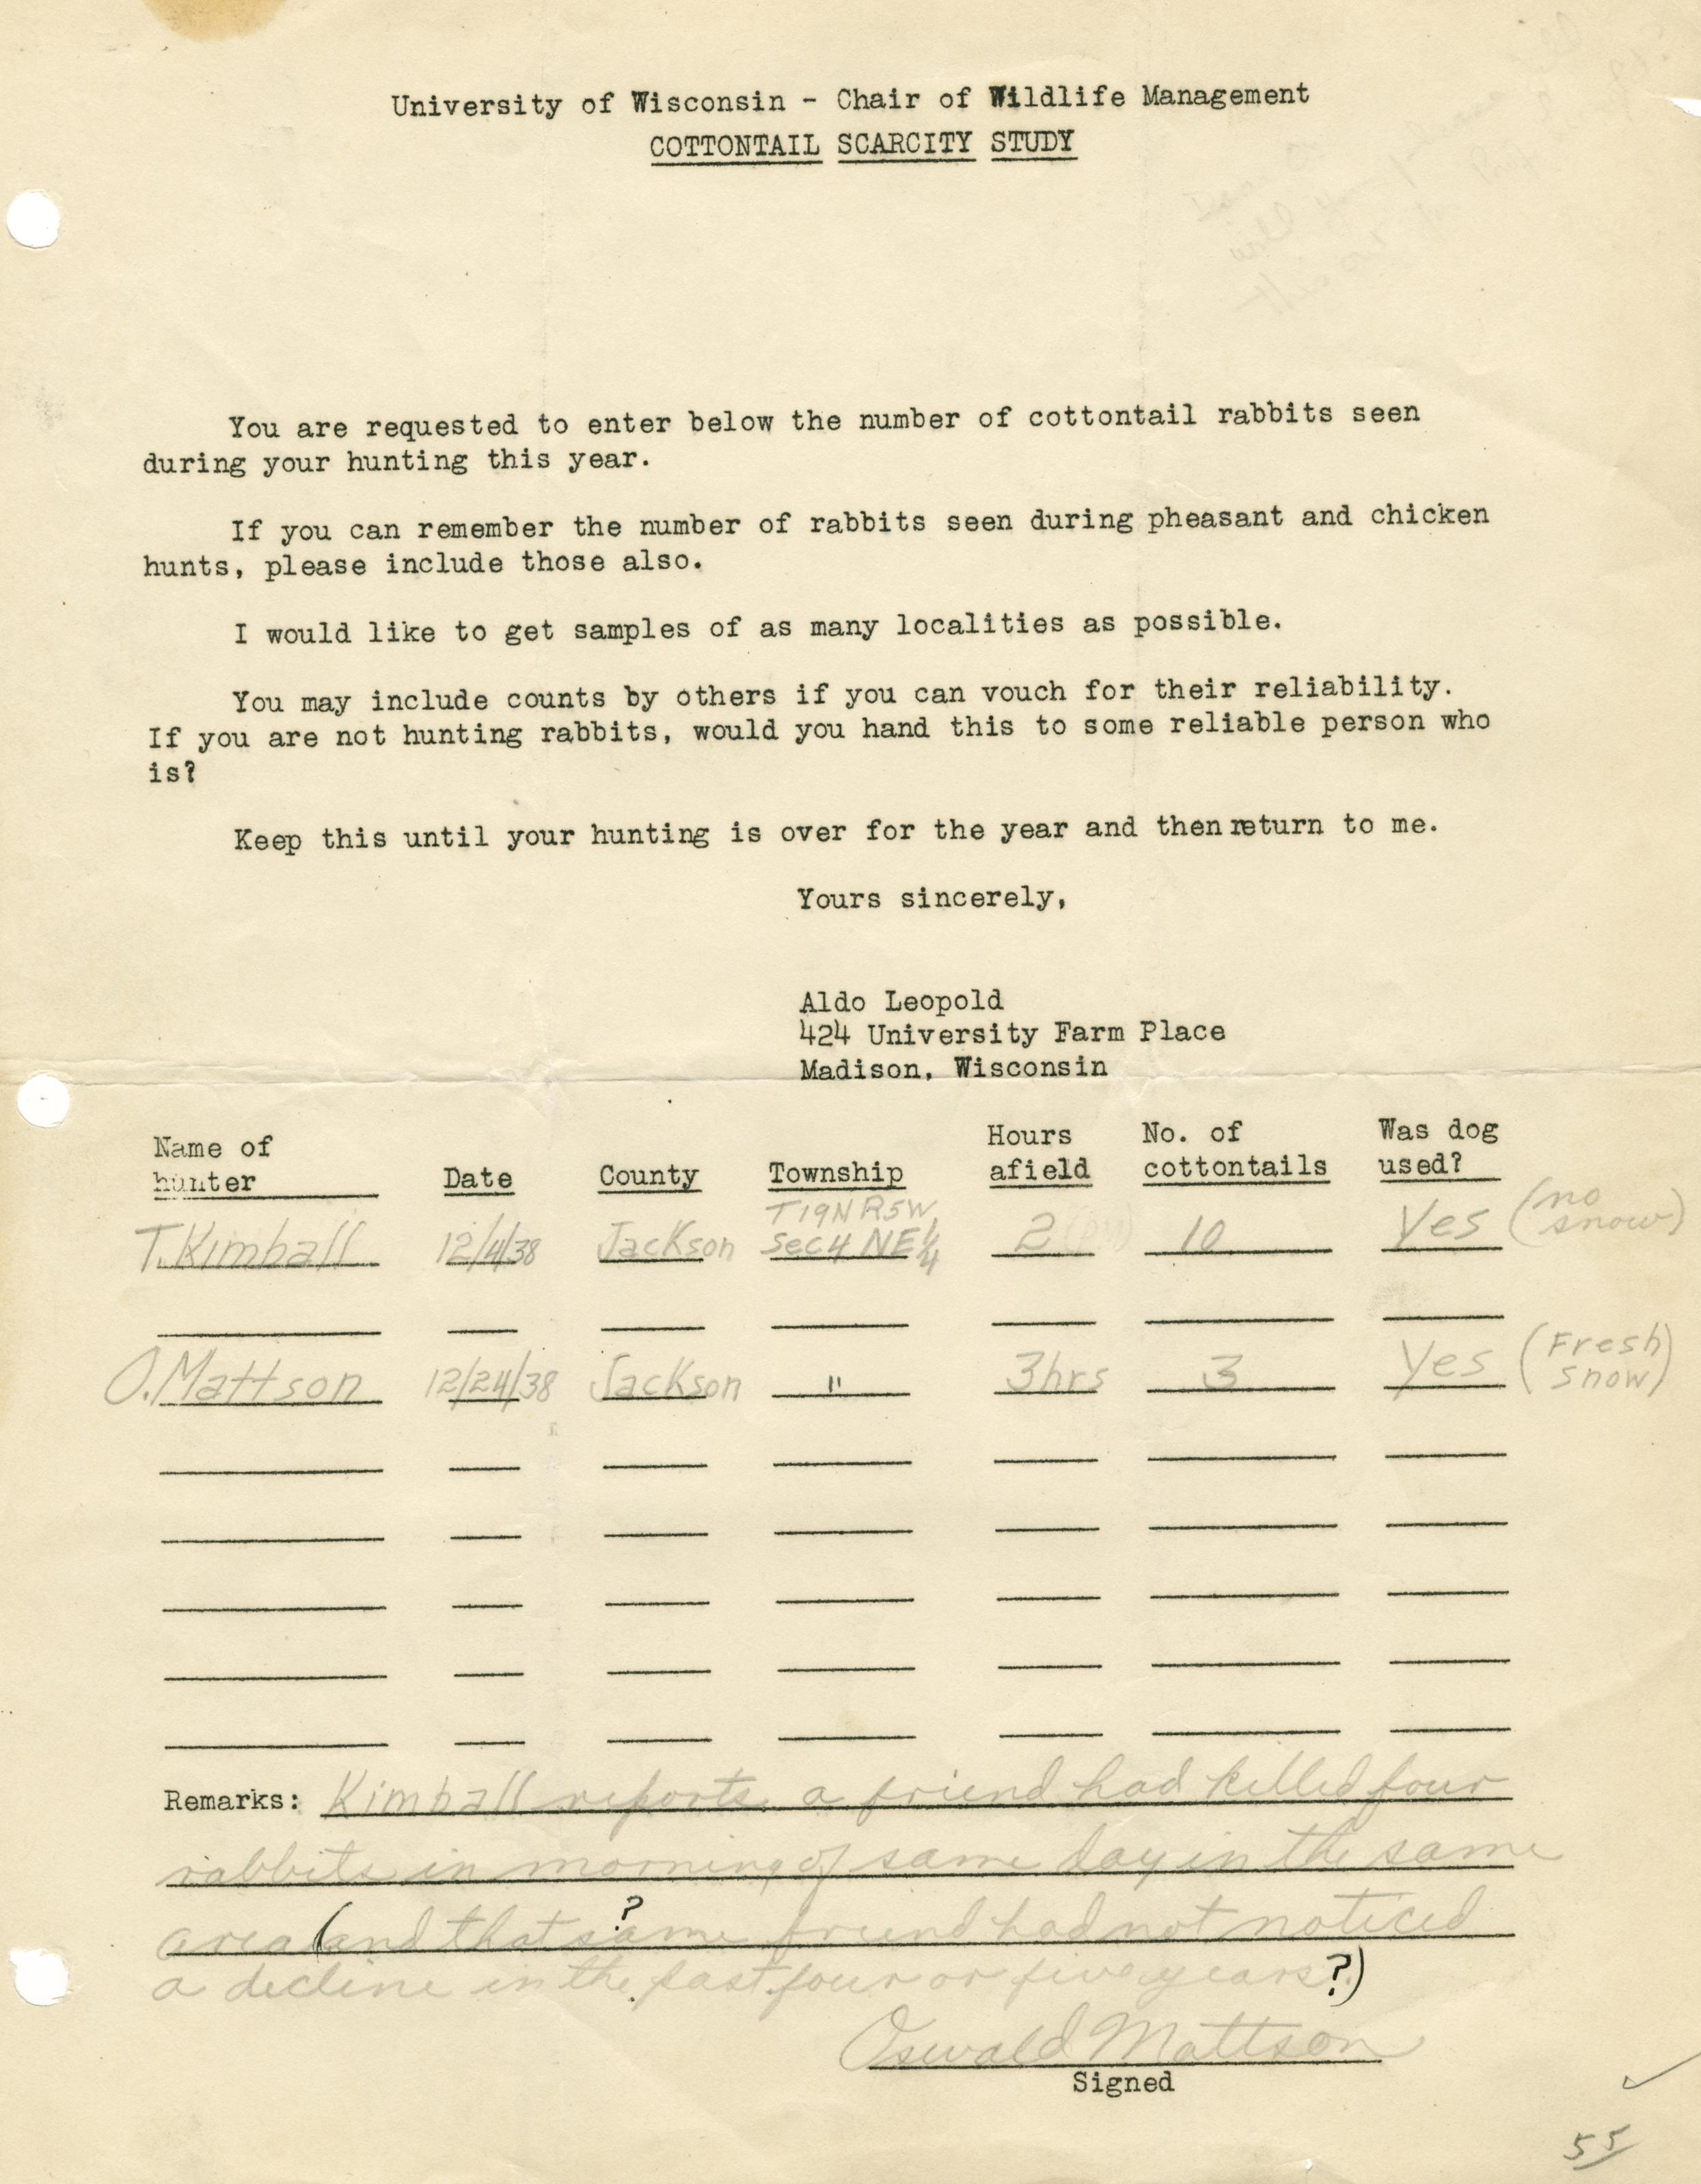 University of Wisconsin - Chair of Wildlife Management
COTTONTAIL SCARCITY STUDY
You are requested to enter below the number of cottontail rabbits seen
during your hunting this year.
If you can remember the number of rabbits seen during pheasant and chicken
hunts, please include those also.
I would like to get samples of as many localities as possible.
You may include counts by others if you can vouch for their reliability.
If you are not hunting rabbits, would you hand this to some reliable person who
is?
Keep this until your hunting is over for the year and then return to me.
Yours sincerely,
Aldo Leopold
424 University Farm Place
Madison, Wisconsin
Name of hunter Date County Township Hours afield No. of cottontails Was dog used?
T. Kimball 12/4/38 Jackson T19N R5W Sec 4 NE 1/4 2 (PM) 10 Yes (no snow)
O. Mattson 12/24/38 Jackson " 3hrs 3 Yes (Fresh snow)
Remarks: Kimball reports a friend had killed four
rabbits in morning of same day in the same
area (and that same ? friend had not noticed
a decline in the past four or five years?)
Oswald Mattson
Signed
55